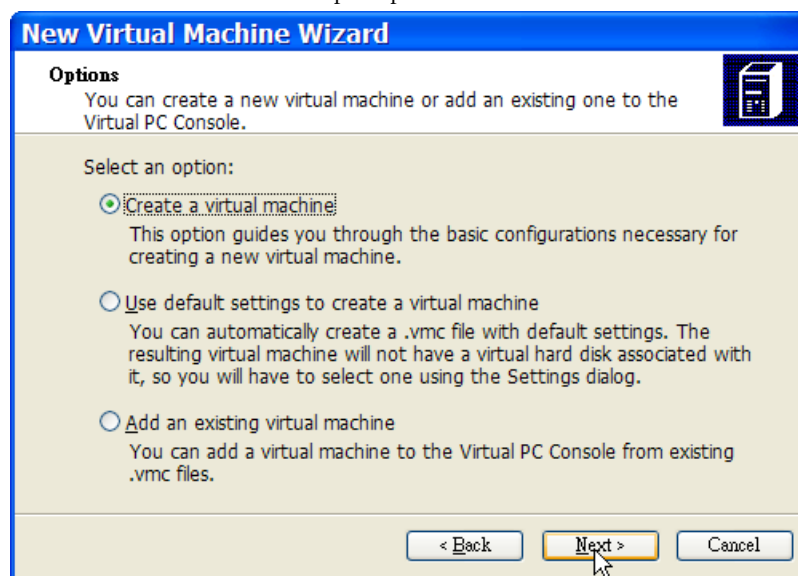 New Virtual Machine Wizard
Options
You can create a new virtual machine or add an existing one to the
Virtual PC Console.
Select an option:
Create a virtual machine
This option guides you through the basic configurations necessary for
creating a new virtual machine.
Use default settings to create a virtual machine
You can automatically create a .vmc file with default settings. The
resulting virtual machine will not have a virtual hard disk associated with
it, so you will have to select one using the Settings dialog.
Add an existing virtual machine
You can add a virtual machine to the Virtual PC Console from existing
.vmc files.
< Back Next > Cancel